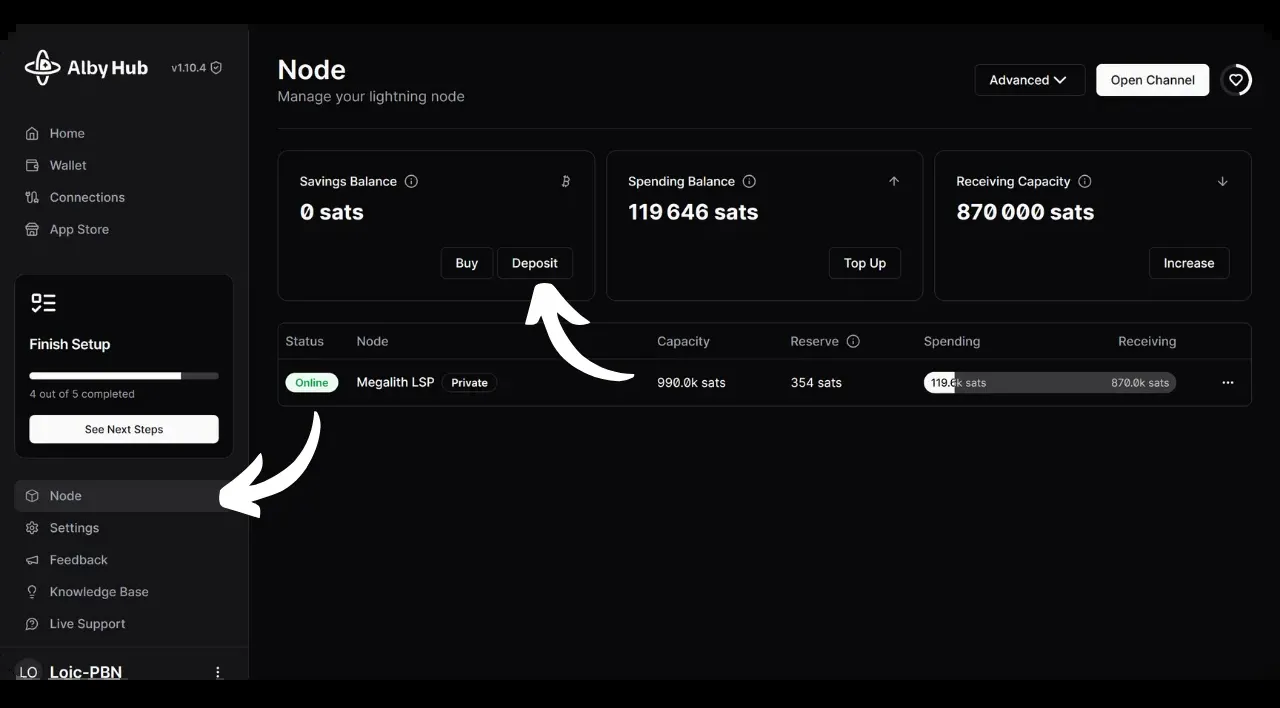 Alby Hub v1.10.4
Home
Wallet
Connections
App Store
Finish Setup
4 out of 5 completed
See Next Steps
Node
Settings
Feedback
Knowledge Base
Live Support
LO Loic-PBN
Node
Manage your lightning node
Advanced
Open Channel
Savings Balance
0 sats
Buy Deposit
Spending Balance
119 646 sats
Top Up
Receiving Capacity
870 000 sats
Increase
Status Node Capacity Reserve Spending Receiving
Online Megalith LSP Private 990.0k sats 354 sats 119.6k sats 870.0k sats